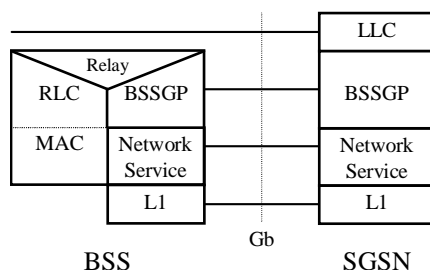 LLC
Relay
RLC
BSSGP
BSSGP
MAC
Network
Service
Network
Service
L1
L1
Gb
BSS
SGSN